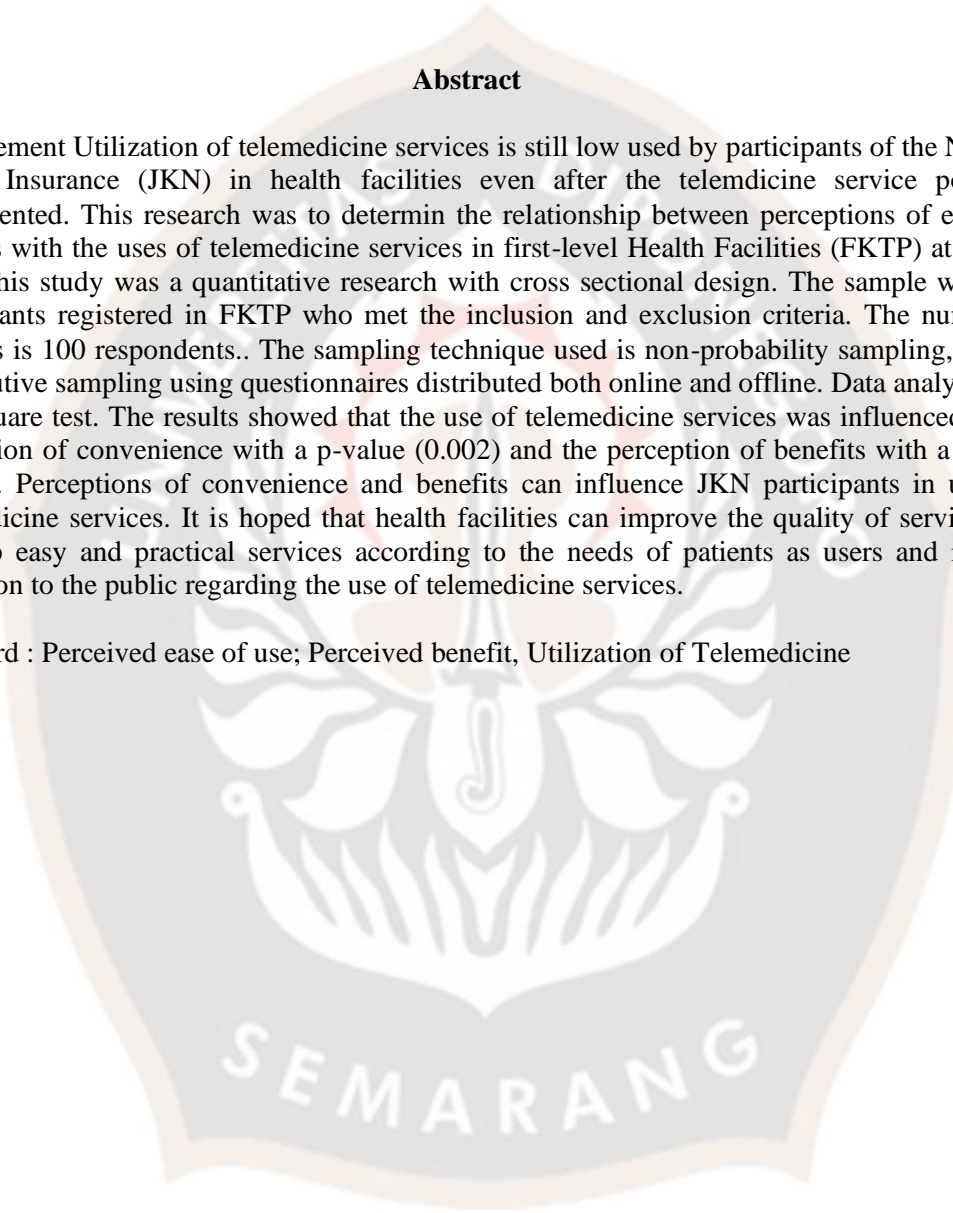 Abstract
ement Utilization of telemedicine services is still low used by participants of the N
Insurance (JKN) in health facilities even after the telemdicine service po
ented. This research was to determin the relationship between perceptions of e
s with the uses of telemedicine services in first-level Health Facilities (FKTP) at
his study was a quantitative research with cross sectional design. The sample w
ants registered in FKTP who met the inclusion and exclusion criteria. The nu
s is 100 respondents.. The sampling technique used is non-probability sampling,
utive sampling using questionnaires distributed both online and offline. Data analy
uare test. The results showed that the use of telemedicine services was influenced
ion of convenience with a p-value (0.002) and the perception of benefits with a
. Perceptions of convenience and benefits can influence JKN participants in u
dicine services. It is hoped that health facilities can improve the quality of servi
o easy and practical services according to the needs of patients as users and i
on to the public regarding the use of telemedicine services.
rd : Perceived ease of use; Perceived benefit, Utilization of Telemedicine
UNIVERSITAS DIPONEGORO
SEMARANG